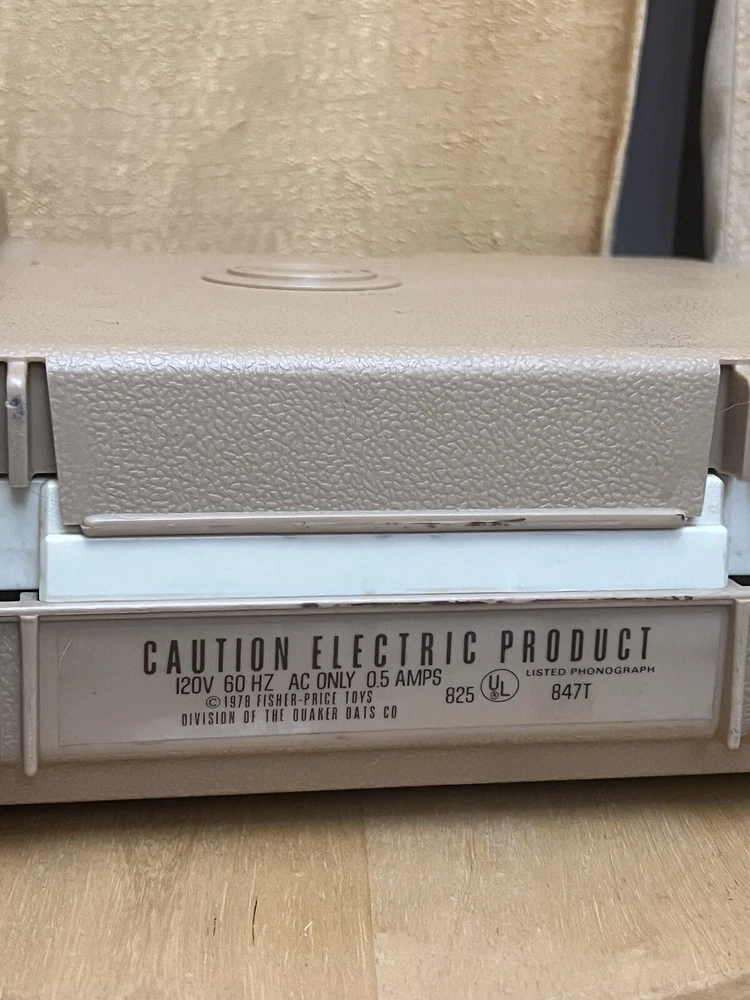 CAUTION ELECTRIC PRODUCT
120V 60 HZ AC ONLY 0.5 AMPS
© 1978 FISHER-PRICE TOYS
DIVISION OF THE QUAKER OATS CO
825 UL® LISTED PHONOGRAPH
847T